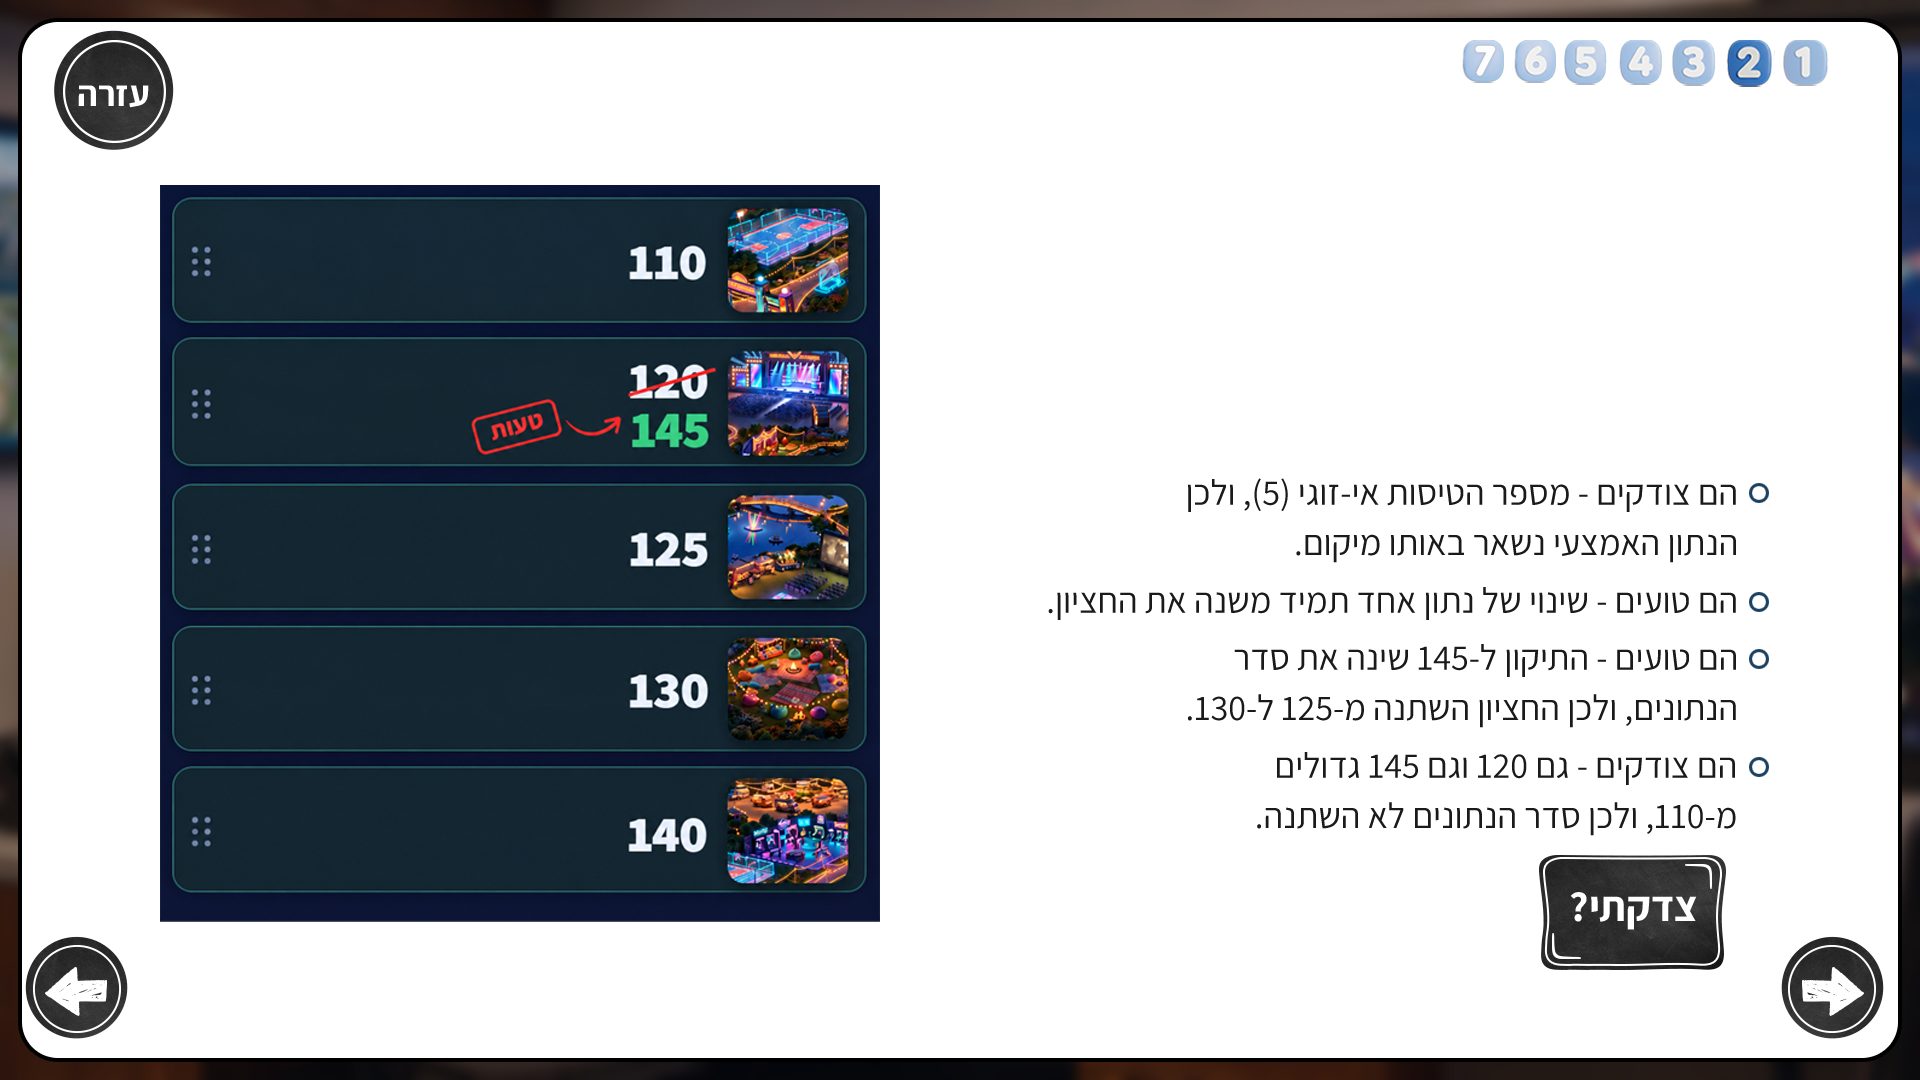 עזרה
1 2 3 4 5 6 7
110
120
145
טעות
125
130
140
הם צודקים - מספר הטיסות אי-זוגי (5), ולכן
הנתון האמצעי נשאר באותו מיקום.
הם טועים - שינוי של נתון אחד תמיד משנה את החציון.
הם טועים - התיקון ל-145 שינה את סדר
הנתונים, ולכן החציון השתנה מ-125 ל-130.
הם צודקים - גם 120 וגם 145 גדולים
מ-110, ולכן סדר הנתונים לא השתנה.
צדקתי?